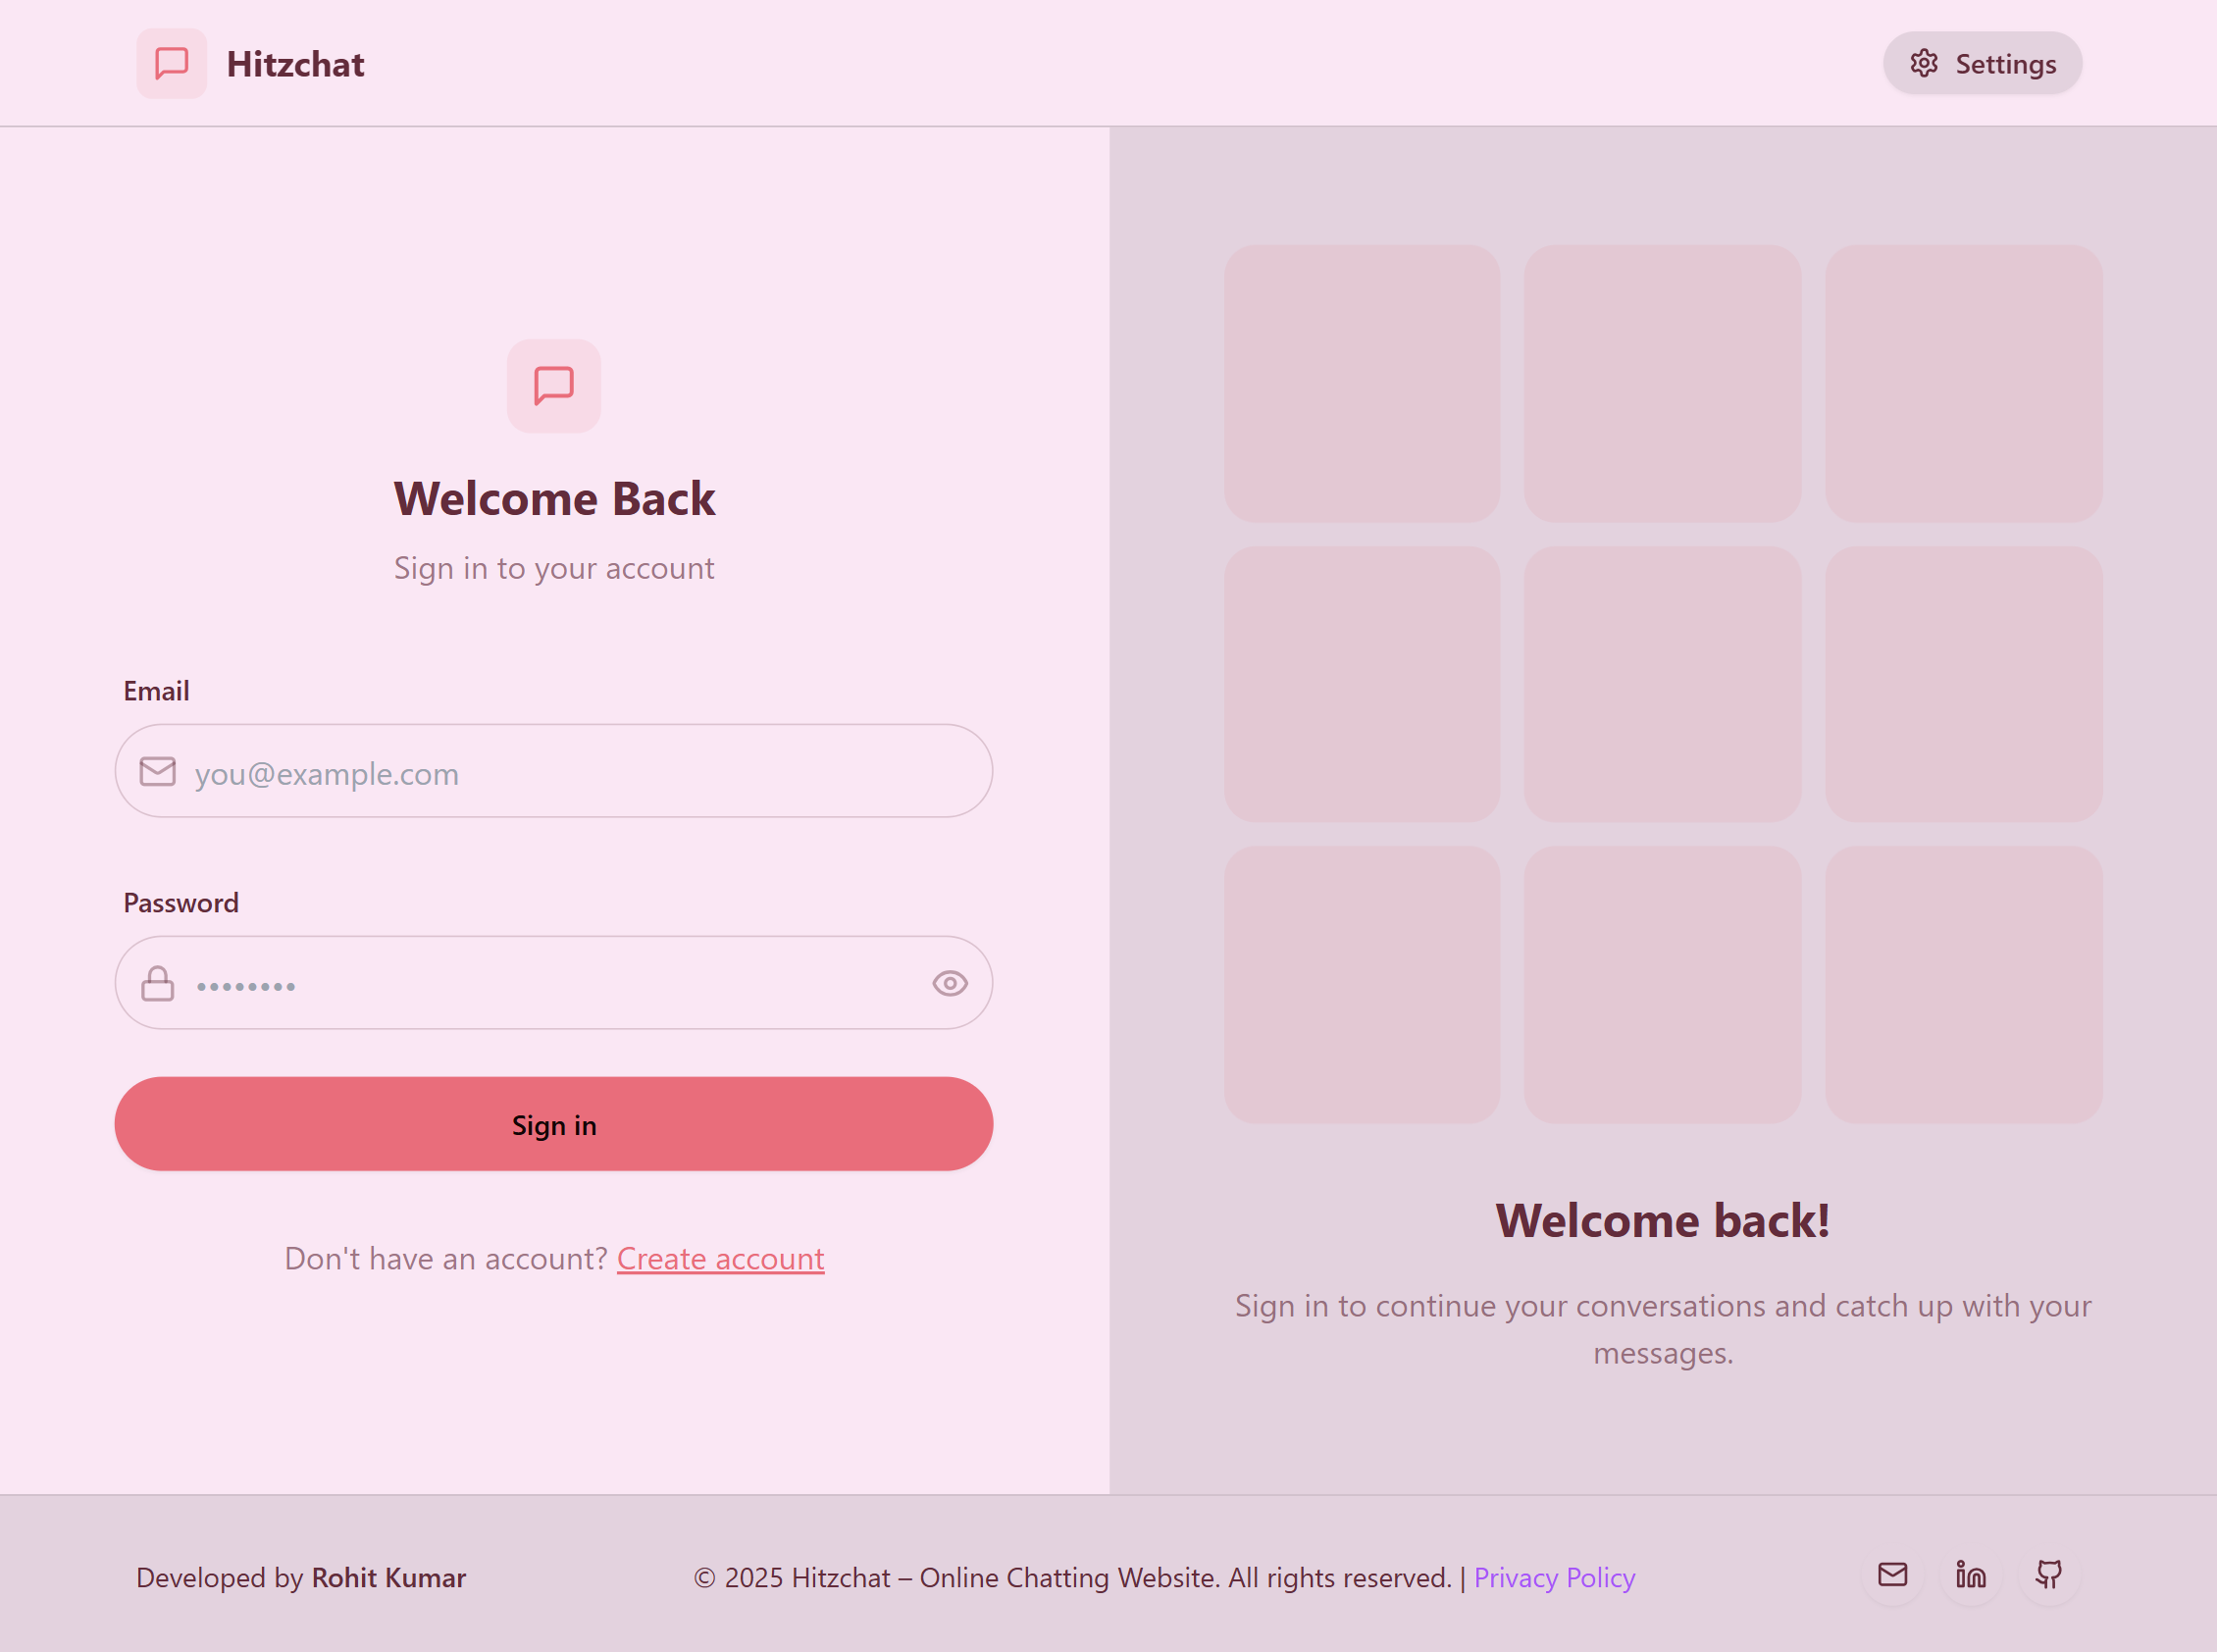 Hitzchat
Settings
Welcome Back
Sign in to your account
Email
you@example.com
Password
••••••••
Sign in
Don't have an account? Create account
Welcome back!
Sign in to continue your conversations and catch up with your
messages.
Developed by Rohit Kumar
© 2025 Hitzchat – Online Chatting Website. All rights reserved. | Privacy Policy